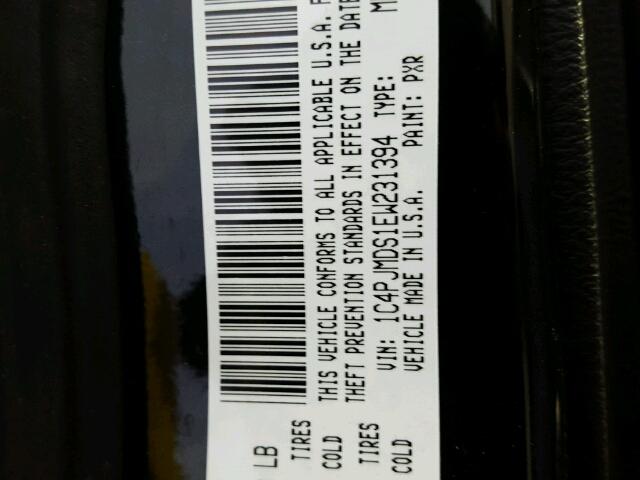 LB
TIRES
COLD
TIRES
COLD
THIS VEHICLE CONFORMS TO ALL APPLICABLE U.S.A.
THEFT PREVENTION STANDARDS IN EFFECT ON THE DATE
VIN: 1C4PJMDS1EW231394 TYPE:
VEHICLE MADE IN U.S.A. PAINT: PXR